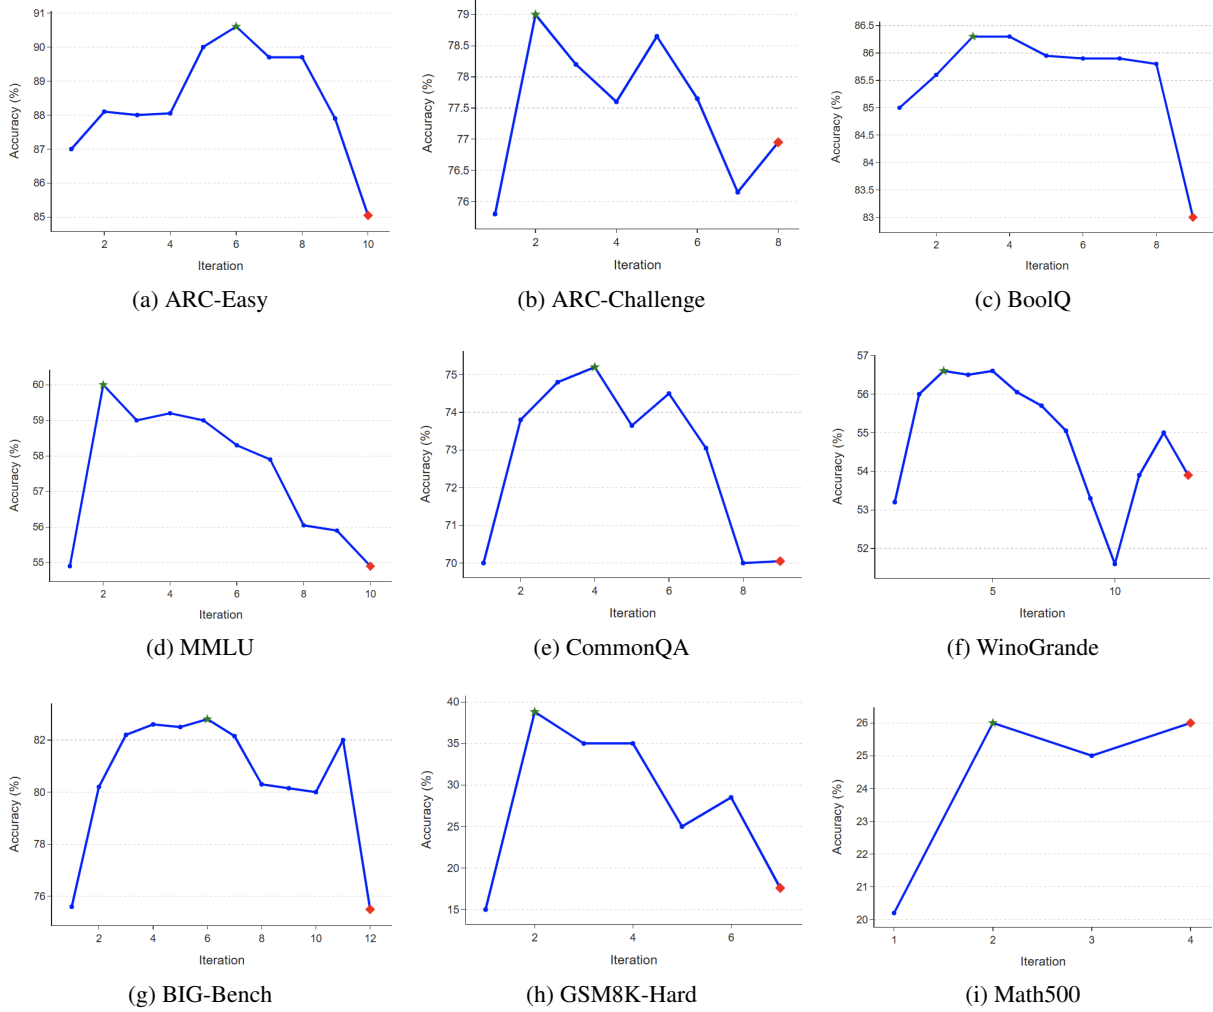 91
90
89
88
87
86
85
Accuracy (%)
2 4 6 8 10
Iteration
(a) ARC-Easy
79
78.5
78
77.5
77
76.5
76
Accuracy (%)
2 4 6 8
Iteration
(b) ARC-Challenge
86.5
86
85.5
85
84.5
84
83.5
83
Accuracy (%)
2 4 6 8
Iteration
(c) BoolQ
60
59
58
57
56
55
Accuracy (%)
2 4 6 8 10
Iteration
(d) MMLU
75
74
73
72
71
70
Accuracy (%)
2 4 6 8
Iteration
(e) CommonQA
57
56
55
54
53
52
Accuracy (%)
5 10
Iteration
(f) WinoGrande
82
80
78
76
Accuracy (%)
2 4 6 8 10 12
Iteration
(g) BIG-Bench
40
35
30
25
20
15
Accuracy (%)
2 4 6
Iteration
(h) GSM8K-Hard
26
25
24
23
22
21
20
Accuracy (%)
1 2 3 4
Iteration
(i) Math500